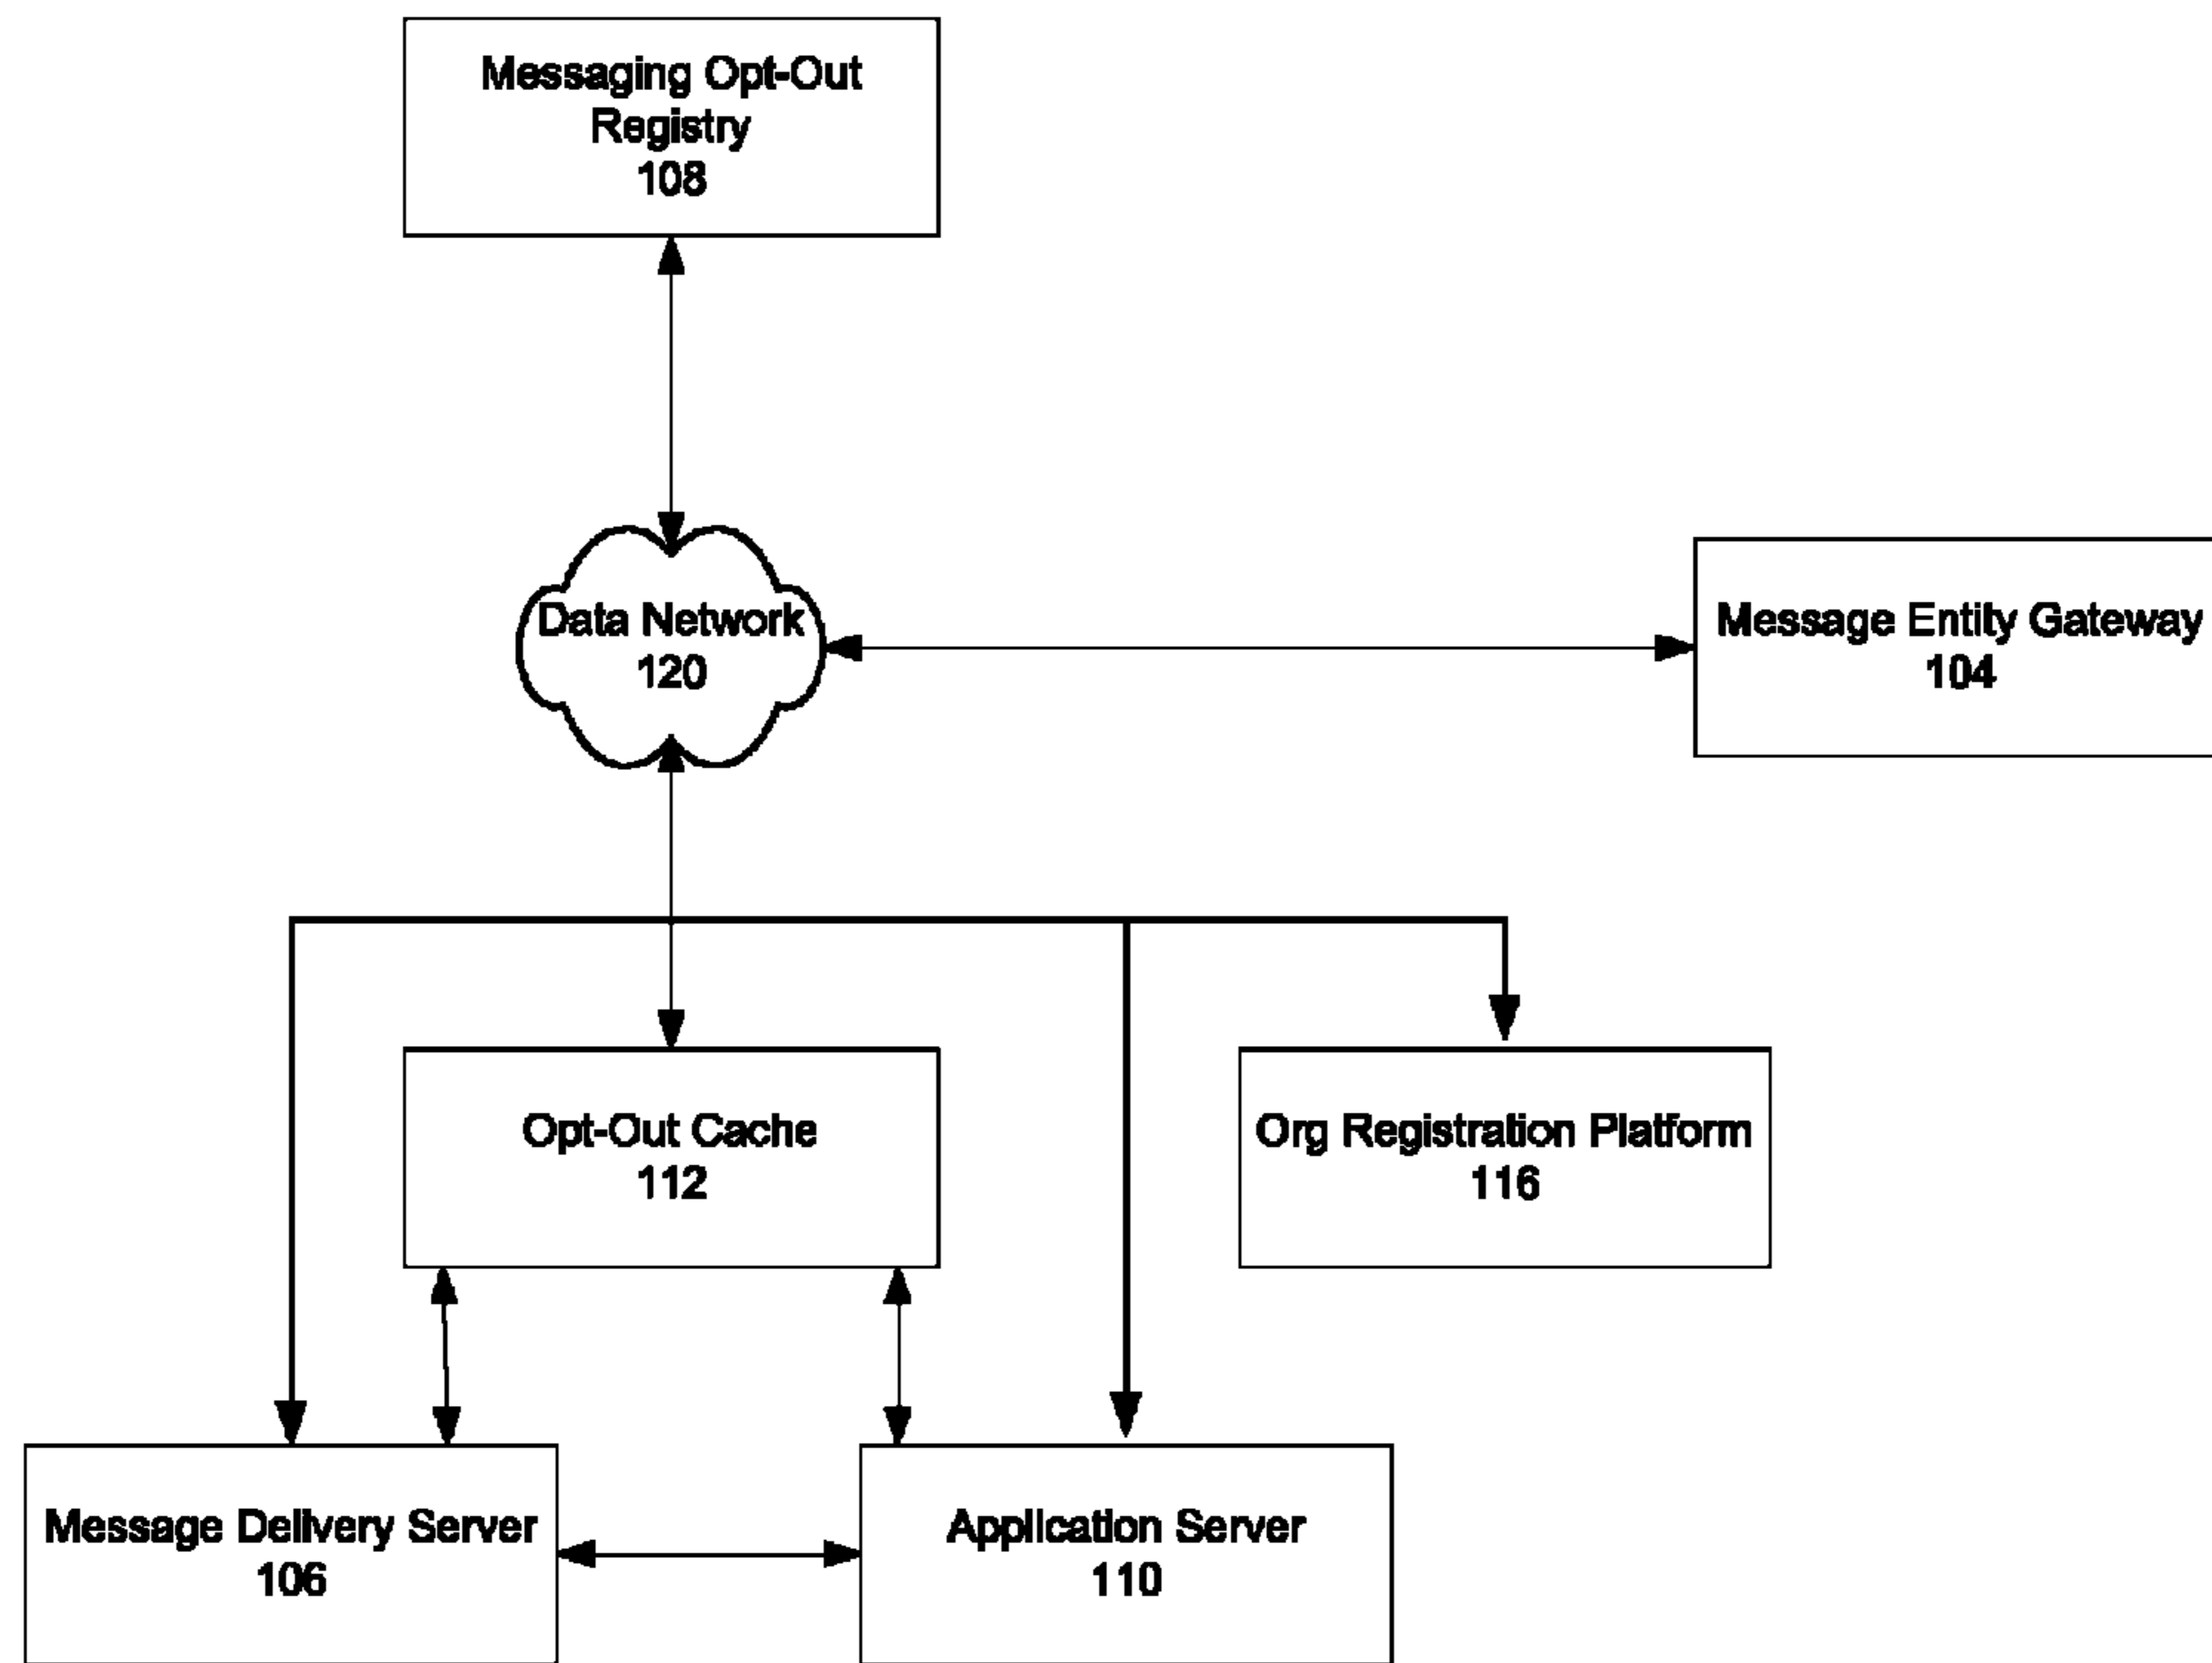 Messaging Opt-Out
Registry
108
Data Network
120
Message Entity Gateway
104
Opt-Out Cache
112
Org Registration Platform
116
Message Delivery Server
106
Application Server
110